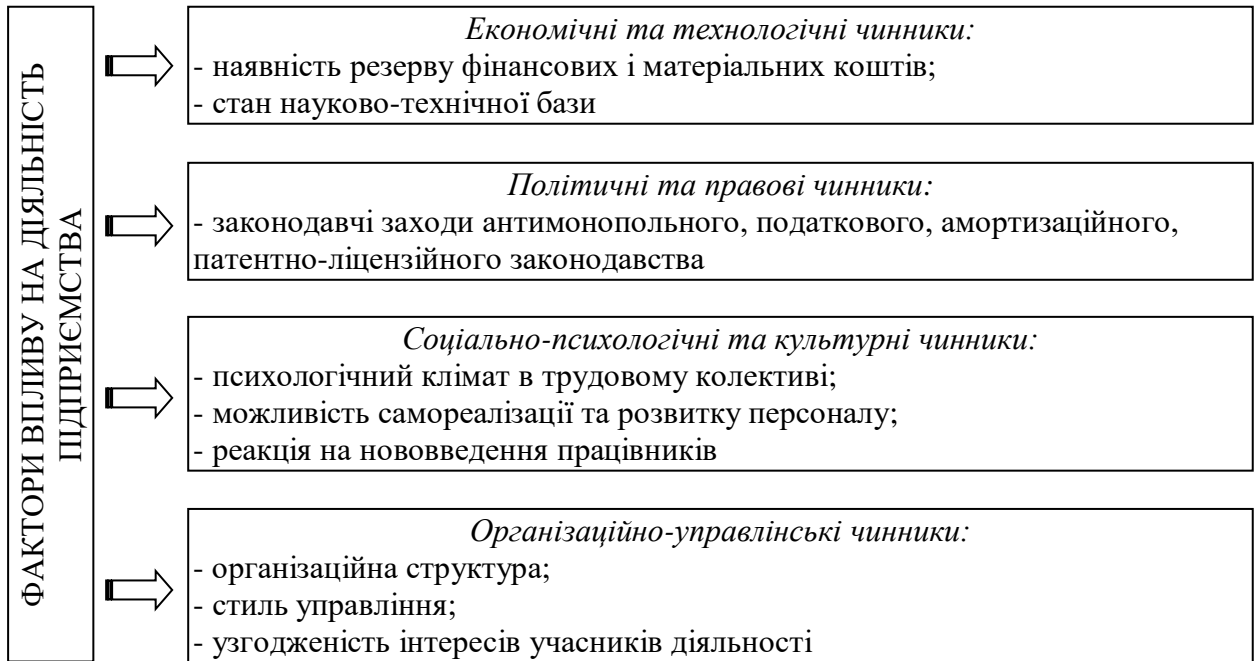 ФАКТОРИ ВПЛИВУ НА ДІЯЛЬНІСТЬ
ПІДПРИЄМСТВА
Економічні та технологічні чинники:
- наявність резерву фінансових і матеріальних коштів;
- стан науково-технічної бази
Політичні та правові чинники:
- законодавчі заходи антимонопольного, податкового, амортизаційного,
патентно-ліцензійного законодавства
Соціально-психологічні та культурні чинники:
- психологічний клімат в трудовому колективі;
- можливість самореалізації та розвитку персоналу;
- реакція на нововведення працівників
Організаційно-управлінські чинники:
- організаційна структура;
- стиль управління;
- узгодженість інтересів учасників діяльності